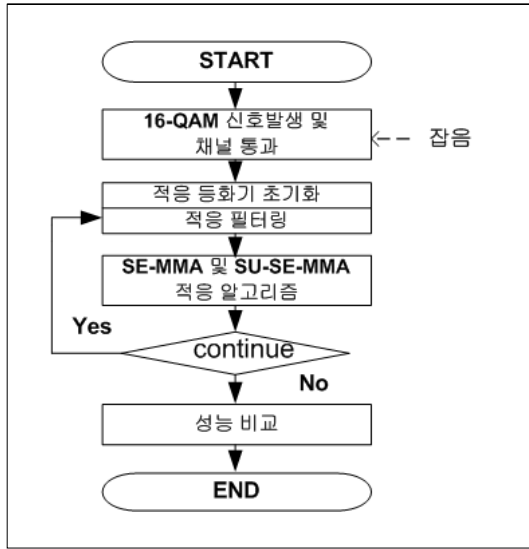 START
16-QAM 신호발생 및
채널 통과
잡음
적응 등화기 초기화
적응 필터링
SE-MMA 및 SU-SE-MMA
적응 알고리즘
Yes
continue
No
성능 비교
END